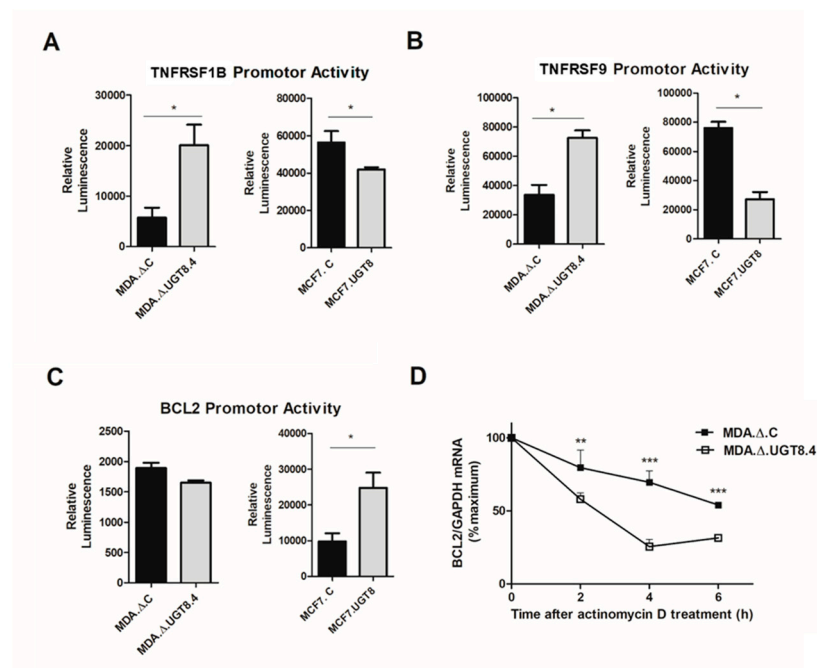 A
TNFRSF1B Promotor Activity
Relative
Luminescence
30000
20000
10000
0
*
MDA.Δ.C
MDA.Δ.UGT8.4
Relative
Luminescence
80000
60000
40000
20000
0
*
MCF7. C
MCF7.UGT8
B
TNFRSF9 Promotor Activity
Relative
Luminescence
100000
80000
60000
40000
20000
0
*
MDA.Δ.C
MDA.Δ.UGT8.4
Relative
Luminescence
100000
80000
60000
40000
20000
0
*
MCF7. C
MCF7.UGT8
C
BCL2 Promotor Activity
Relative
Luminescence
2500
2000
1500
1000
500
0
MDA.Δ.C
MDA.Δ.UGT8.4
Relative
Luminescence
40000
30000
20000
10000
0
*
MCF7. C
MCF7.UGT8
D
BCL2/GAPDH mRNA
(% maximum)
100
50
0
**
***
***
MDA.Δ.C
MDA.Δ.UGT8.4
0 2 4 6
Time after actinomycin D treatment (h)